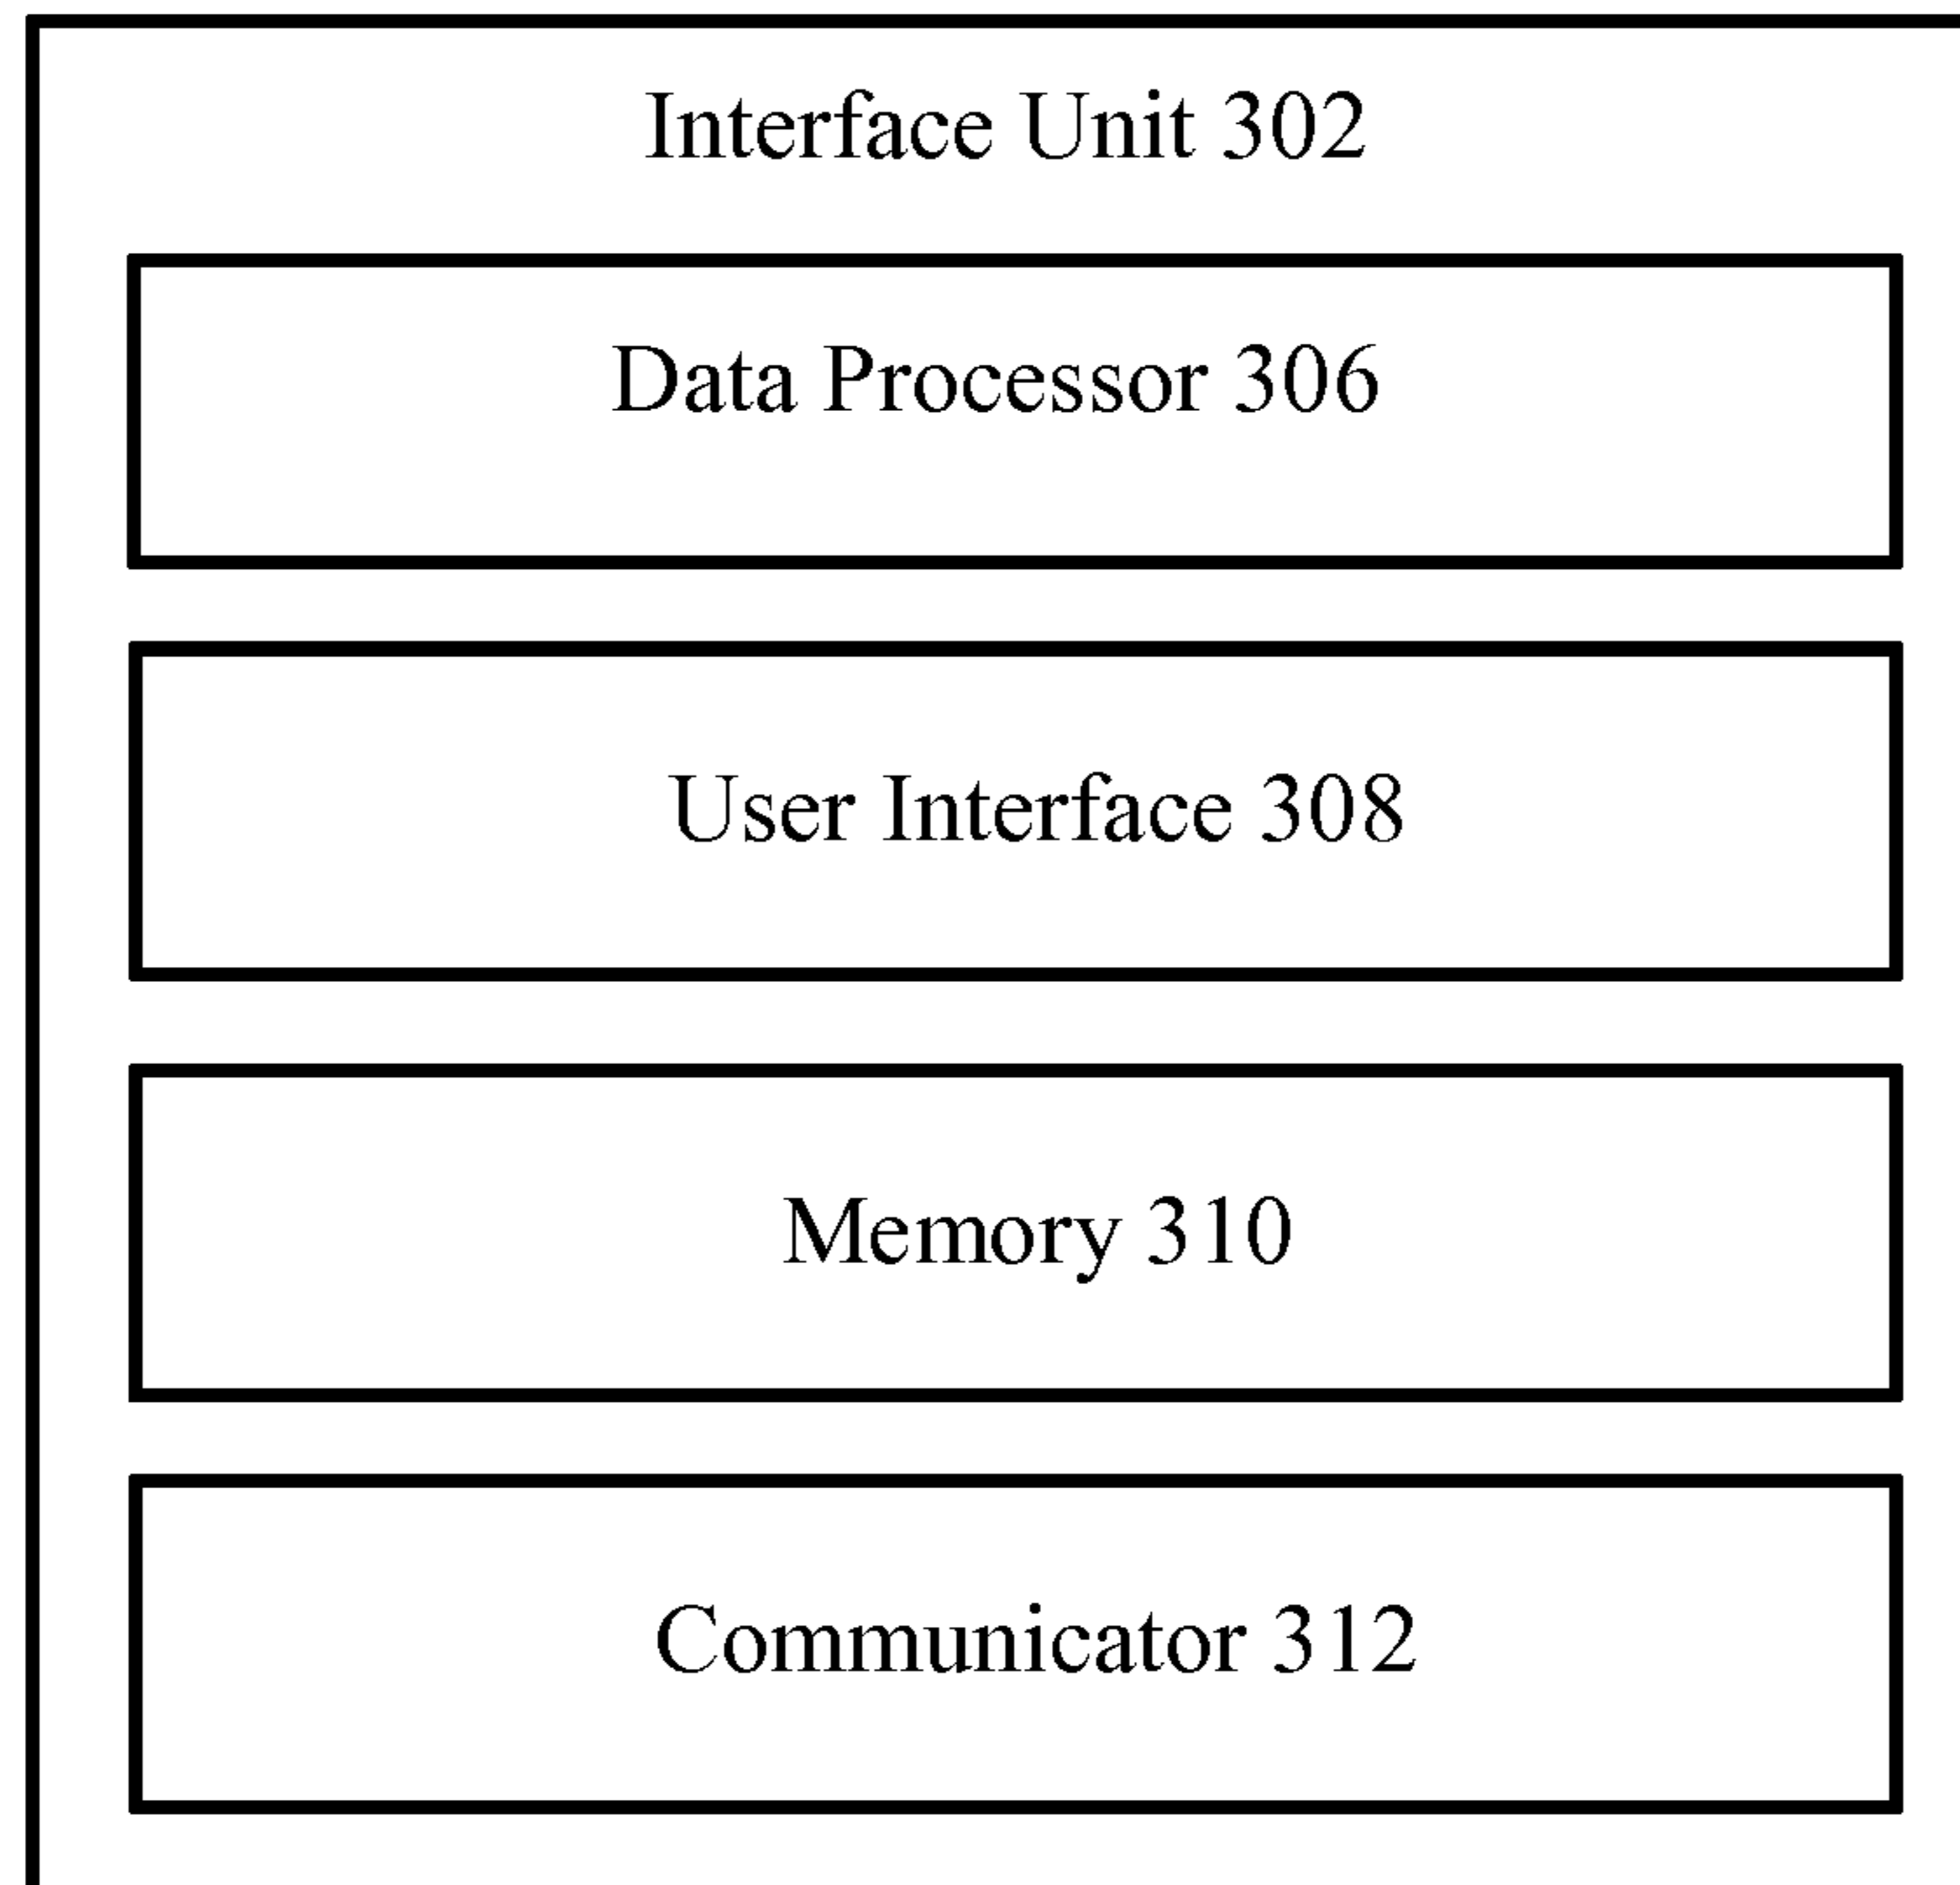 Interface Unit 302
Data Processor 306
User Interface 308
Memory 310
Communicator 312